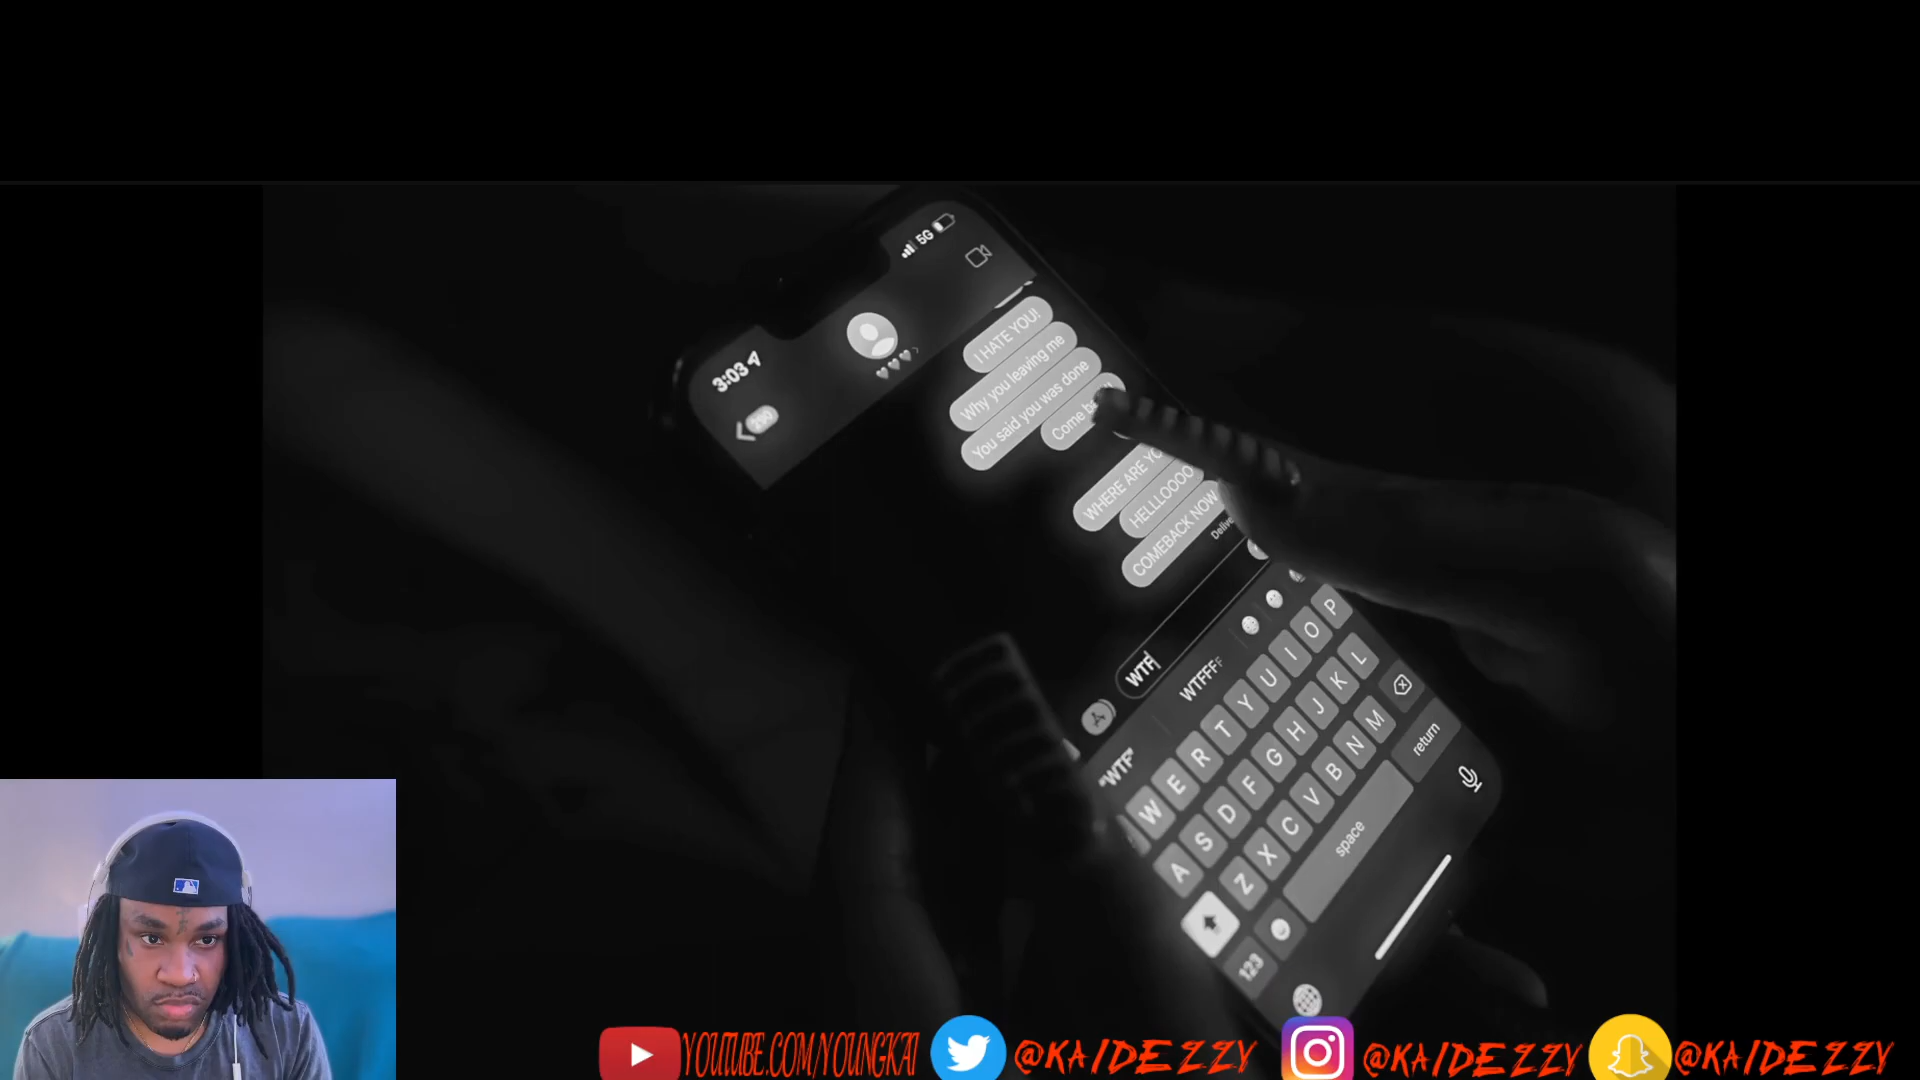 3:03
5G
I HATE YOU!
Why you leaving me
You said you was done
Come
WHERE ARE
HELLLOOOO
COMEBACK NOW
WTF
"WTF"
WTFFF
W E R T Y U I O P
A S D F G H J K L
Z X C V B N M
123
space
return
YOUTUBE.COM/YOUNGKAI
@KAIDEZZY
@KAIDEZZY
@KAIDEZZY